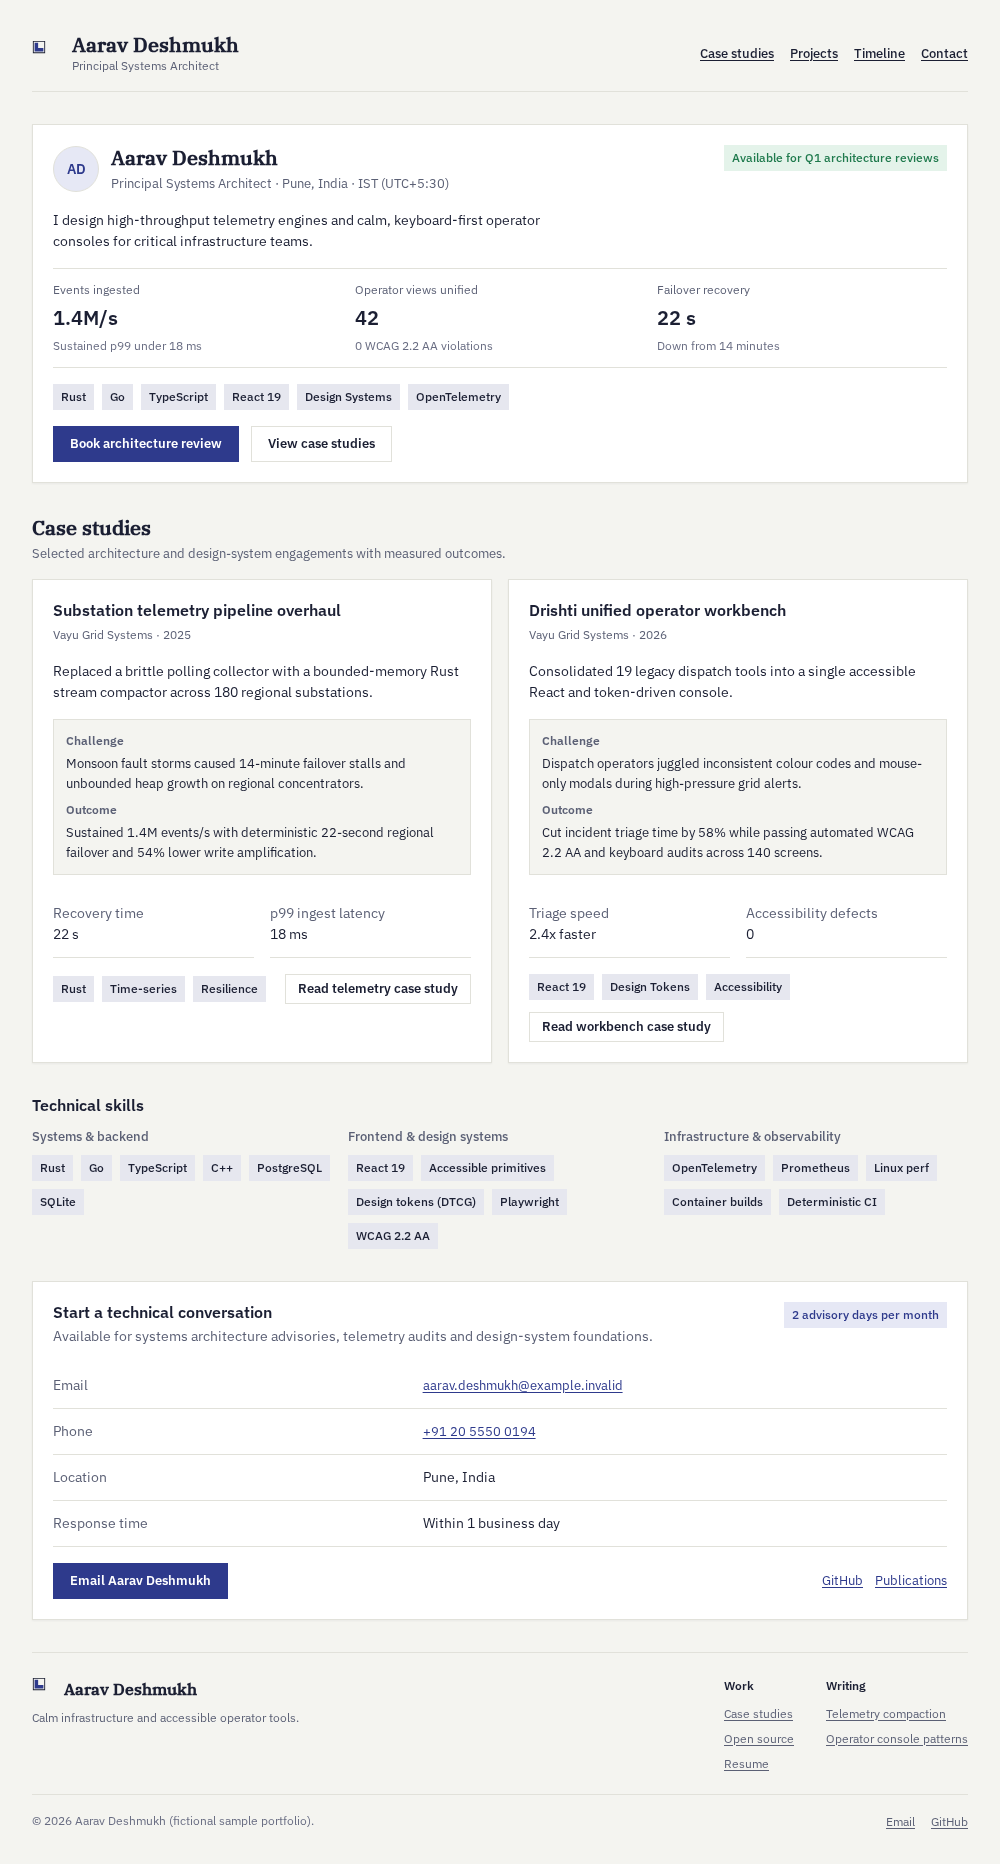 Aarav Deshmukh
Principal Systems Architect
Case studies Projects Timeline Contact
AD
Aarav Deshmukh
Principal Systems Architect · Pune, India · IST (UTC+5:30)
Available for Q1 architecture reviews
I design high-throughput telemetry engines and calm, keyboard-first operator
consoles for critical infrastructure teams.
Events ingested
1.4M/s
Sustained p99 under 18 ms
Operator views unified
42
0 WCAG 2.2 AA violations
Failover recovery
22 s
Down from 14 minutes
Rust Go TypeScript React 19 Design Systems OpenTelemetry
Book architecture review View case studies
Case studies
Selected architecture and design-system engagements with measured outcomes.
Substation telemetry pipeline overhaul
Vayu Grid Systems · 2025
Replaced a brittle polling collector with a bounded-memory Rust
stream compactor across 180 regional substations.
Challenge
Monsoon fault storms caused 14-minute failover stalls and
unbounded heap growth on regional concentrators.
Outcome
Sustained 1.4M events/s with deterministic 22-second regional
failover and 54% lower write amplification.
Recovery time
22 s
p99 ingest latency
18 ms
Rust Time-series Resilience Read telemetry case study
Drishti unified operator workbench
Vayu Grid Systems · 2026
Consolidated 19 legacy dispatch tools into a single accessible
React and token-driven console.
Challenge
Dispatch operators juggled inconsistent colour codes and mouse-
only modals during high-pressure grid alerts.
Outcome
Cut incident triage time by 58% while passing automated WCAG
2.2 AA and keyboard audits across 140 screens.
Triage speed
2.4x faster
Accessibility defects
0
React 19 Design Tokens Accessibility
Read workbench case study
Technical skills
Systems & backend
Rust Go TypeScript C++ PostgreSQL
SQLite
Frontend & design systems
React 19 Accessible primitives
Design tokens (DTCG) Playwright
WCAG 2.2 AA
Infrastructure & observability
OpenTelemetry Prometheus Linux perf
Container builds Deterministic CI
Start a technical conversation
Available for systems architecture advisories, telemetry audits and design-system foundations.
2 advisory days per month
Email aarav.deshmukh@example.invalid
Phone +91 20 5550 0194
Location Pune, India
Response time Within 1 business day
Email Aarav Deshmukh
GitHub Publications
Aarav Deshmukh
Calm infrastructure and accessible operator tools.
Work
Case studies
Open source
Resume
Writing
Telemetry compaction
Operator console patterns
© 2026 Aarav Deshmukh (fictional sample portfolio).
Email GitHub